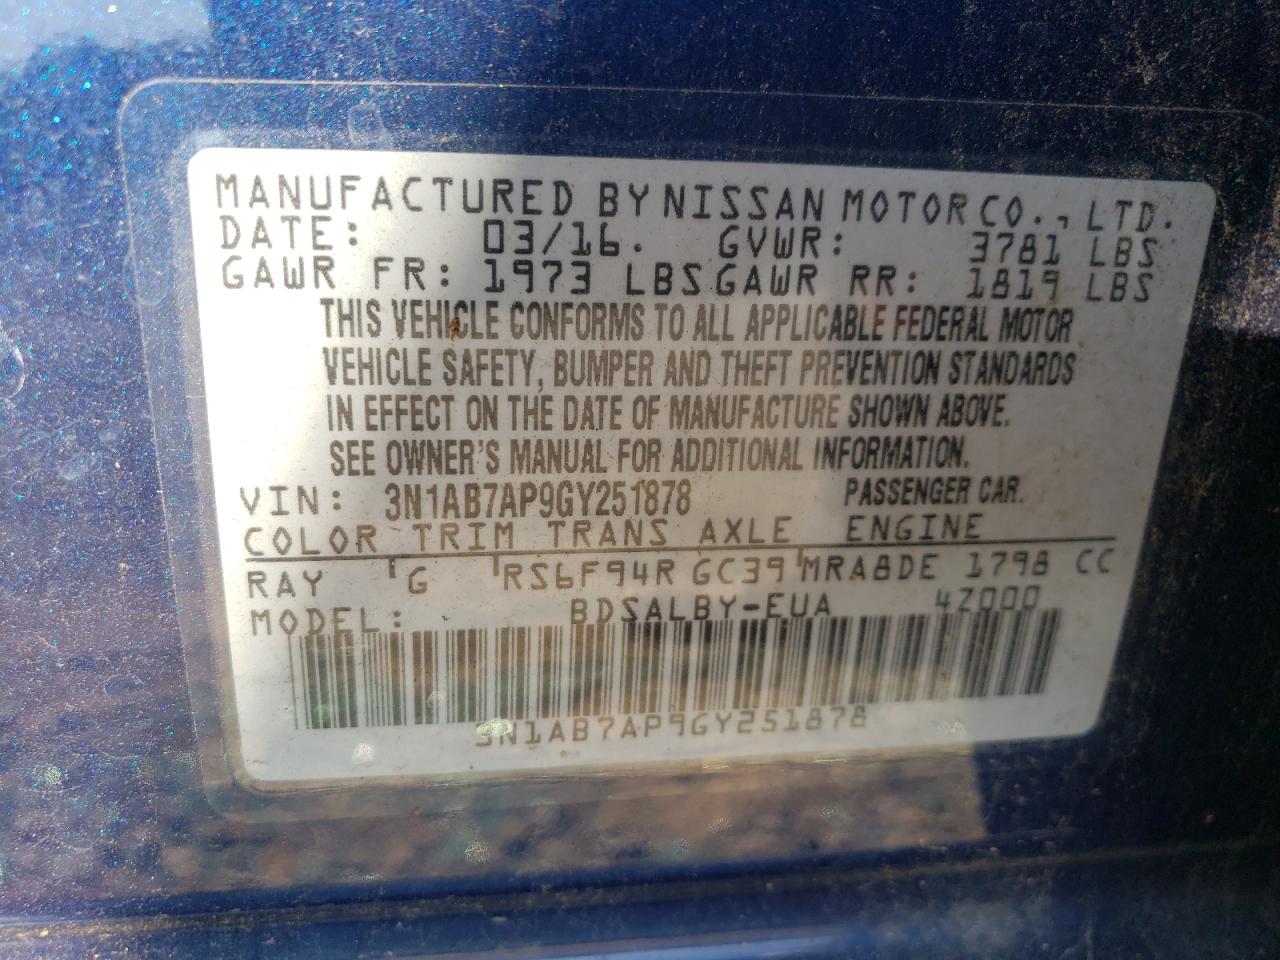 MANUFACTURED BY NISSAN MOTOR CO., LTD.
DATE: 03/16. GVWR: 3781 LBS
GAWR FR: 1973 LBS GAWR RR: 1819 LBS
THIS VEHICLE CONFORMS TO ALL APPLICABLE FEDERAL MOTOR
VEHICLE SAFETY, BUMPER AND THEFT PREVENTION STANDARDS
IN EFFECT ON THE DATE OF MANUFACTURE SHOWN ABOVE.
SEE OWNER'S MANUAL FOR ADDITIONAL INFORMATION.
VIN: 3N1AB7AP9GY251878 PASSENGER CAR.
COLOR TRIM TRANS AXLE ENGINE
RAY G RS6F94R GC39 MRA8DE 1798 CC
MODEL: BDSALBY-EUA 4Z000
3N1AB7AP9GY251878